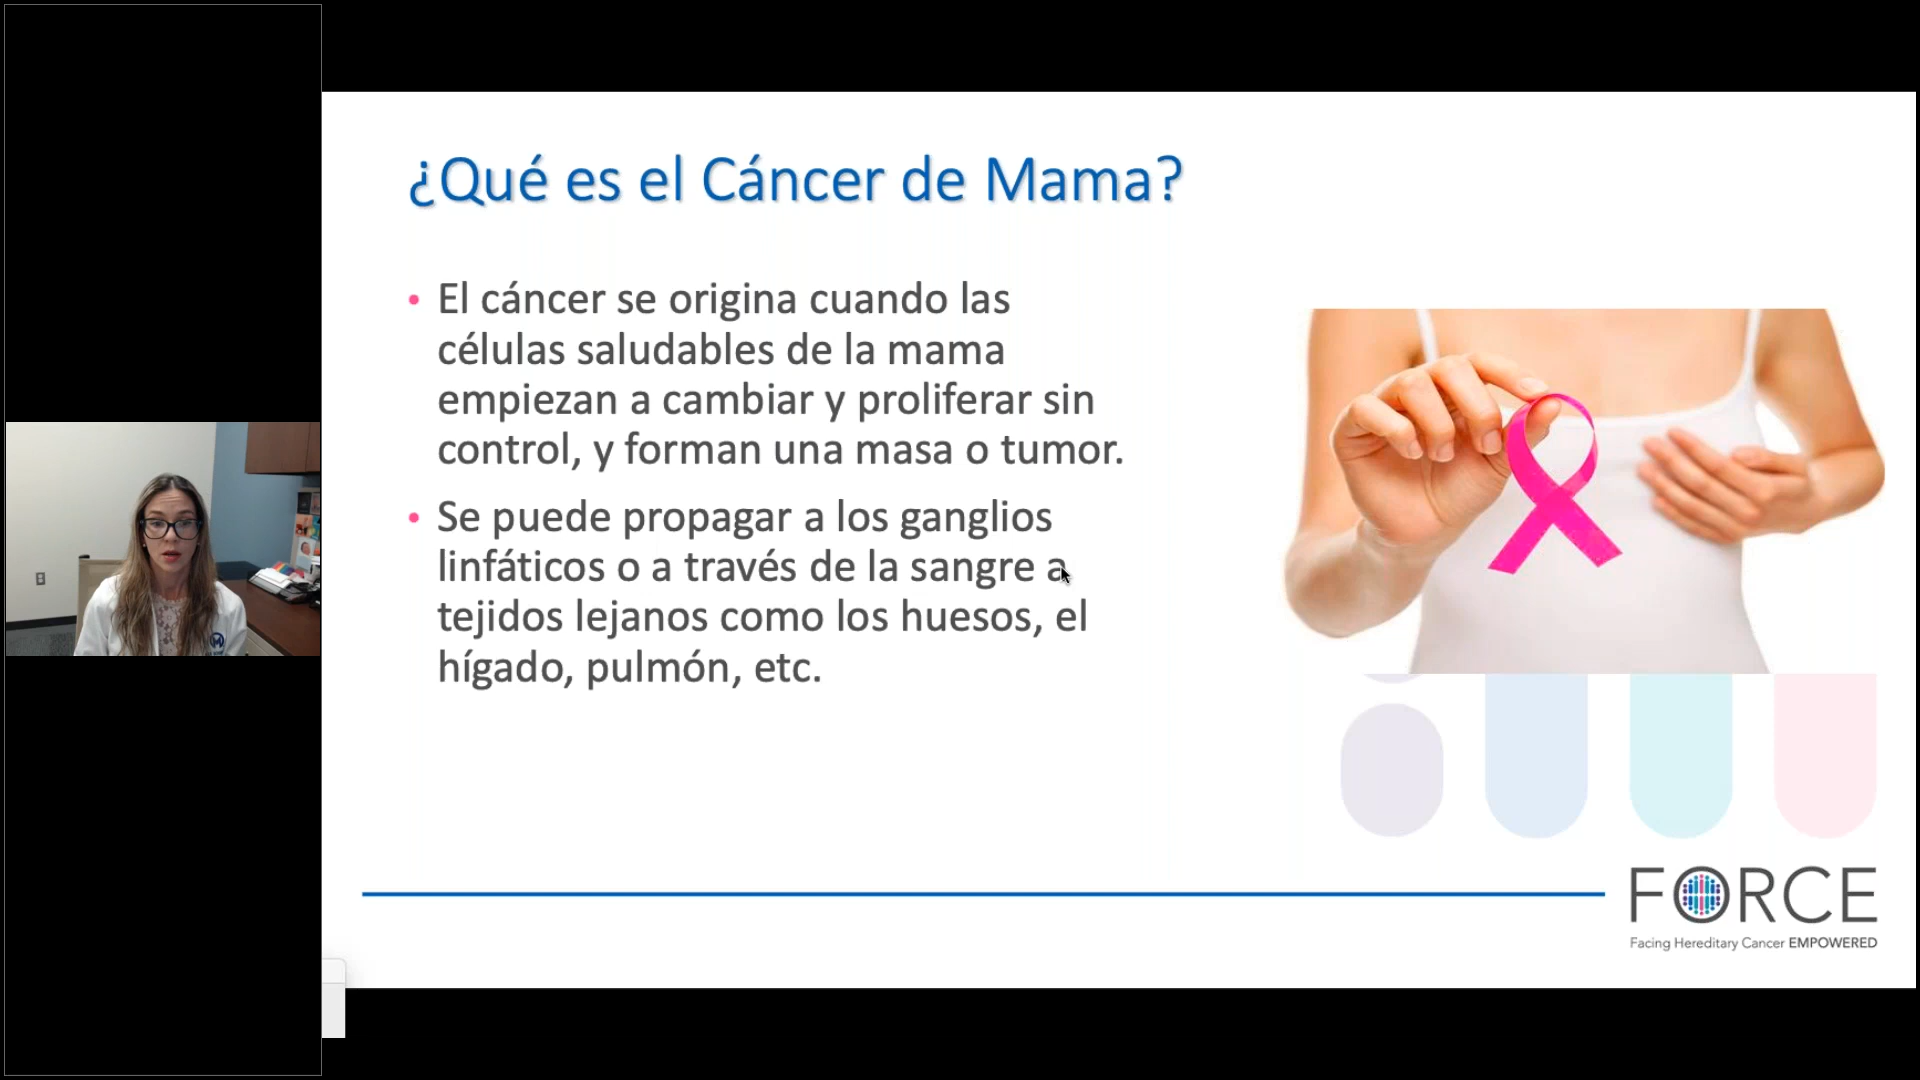 ¿Qué es el Cáncer de Mama?
• El cáncer se origina cuando las
células saludables de la mama
empiezan a cambiar y proliferar sin
control, y forman una masa o tumor.
• Se puede propagar a los ganglios
linfáticos o a través de la sangre a
tejidos lejanos como los huesos, el
hígado, pulmón, etc.
FORCE
Facing Hereditary Cancer EMPOWERED